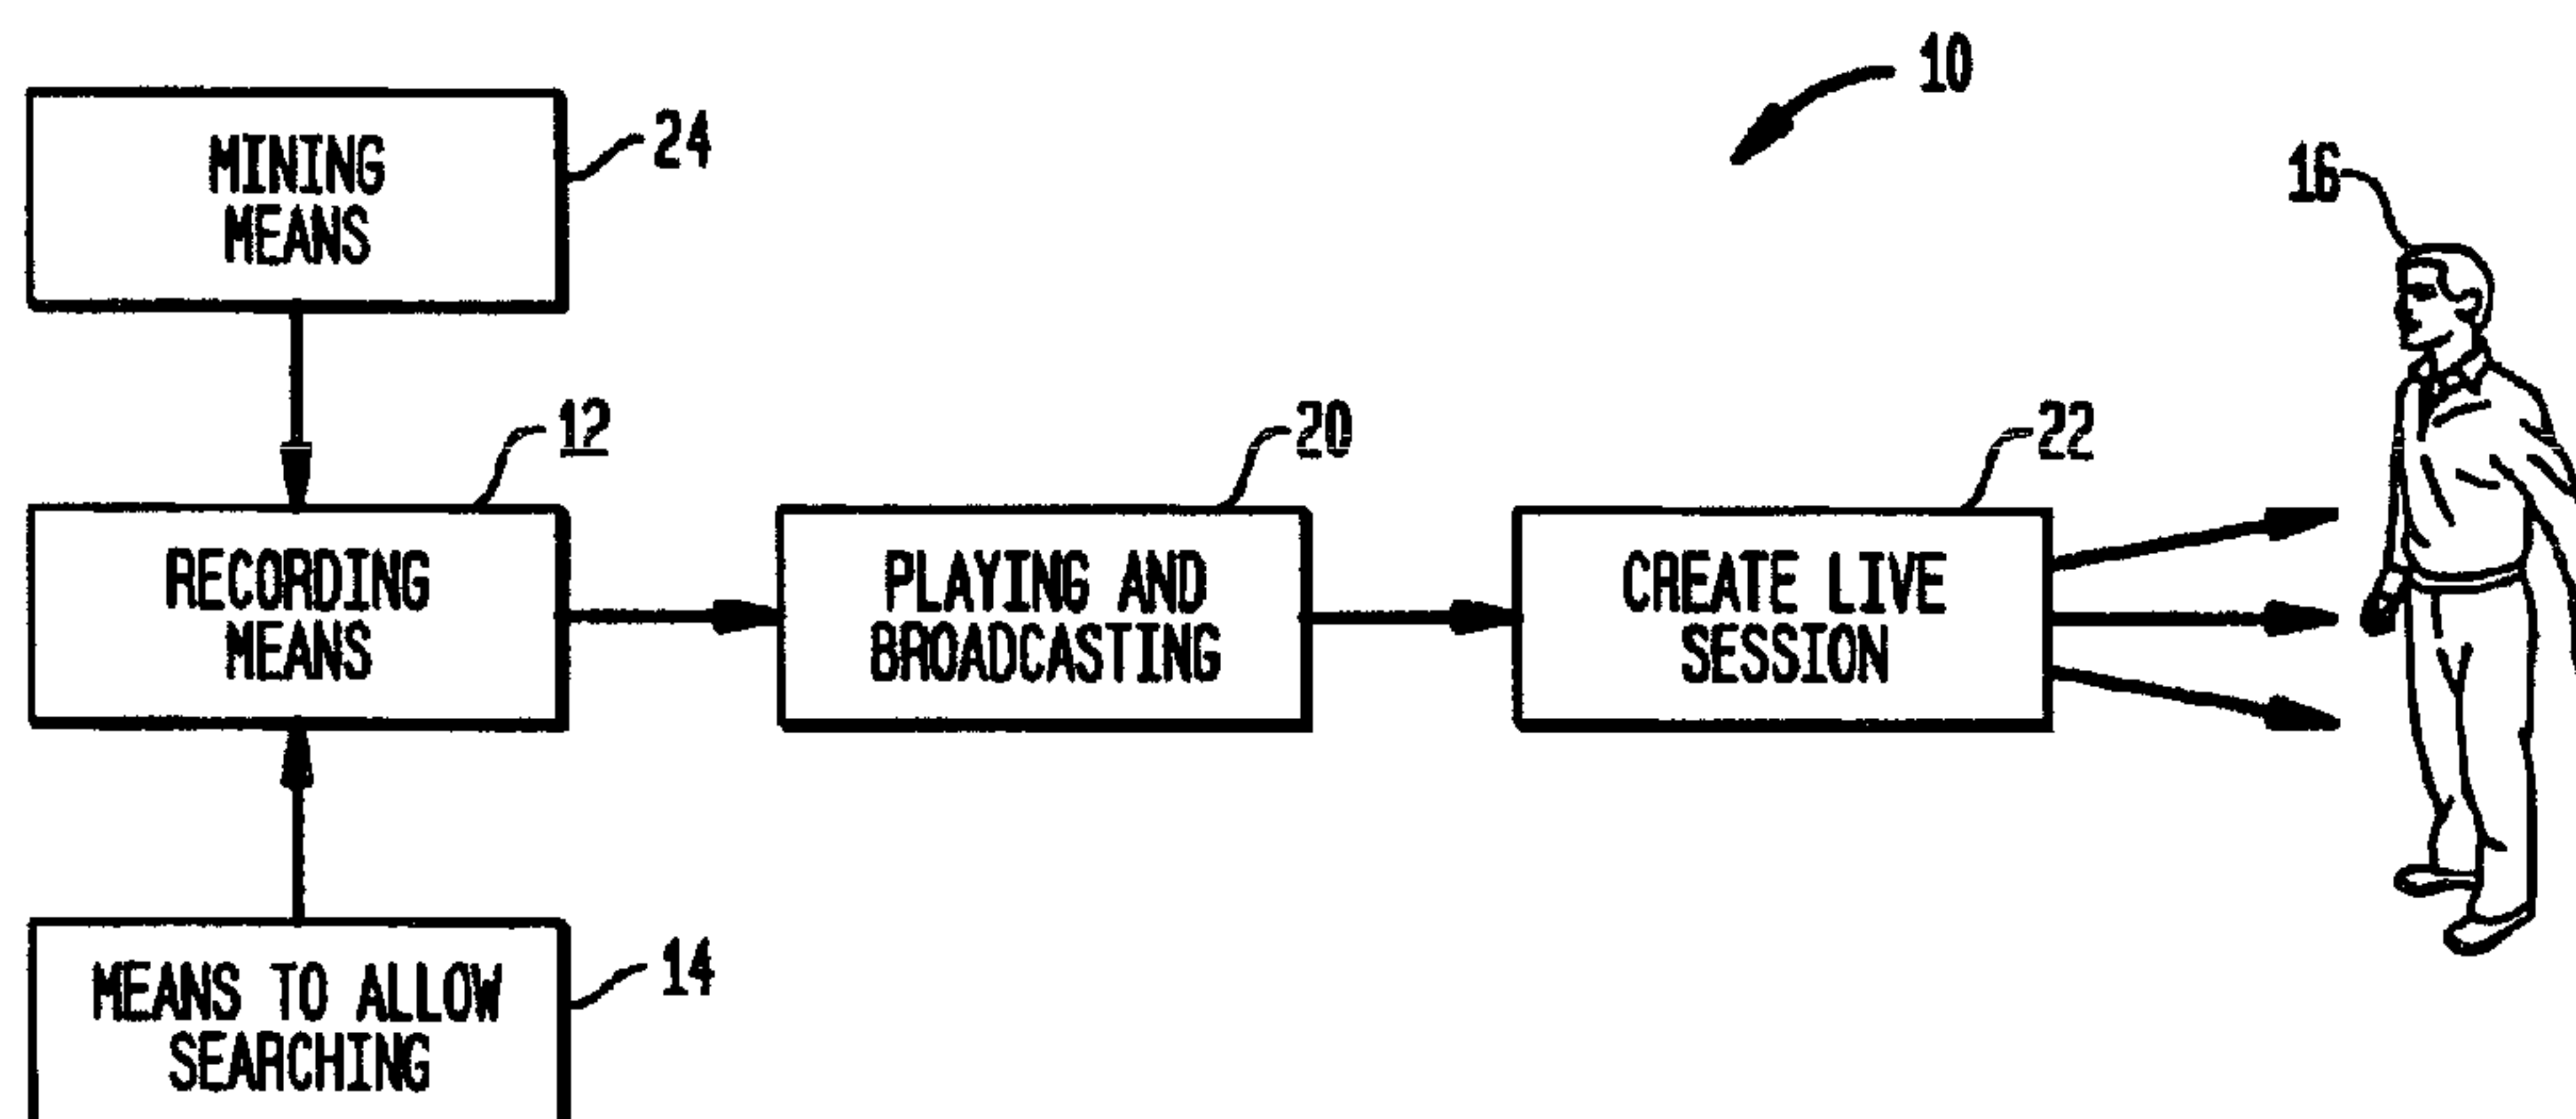 10
MINING
MEANS
24
16
12
20
22
RECORDING
MEANS
PLAYING AND
BROADCASTING
CREATE LIVE
SESSION
MEANS TO ALLOW
SEARCHING
14